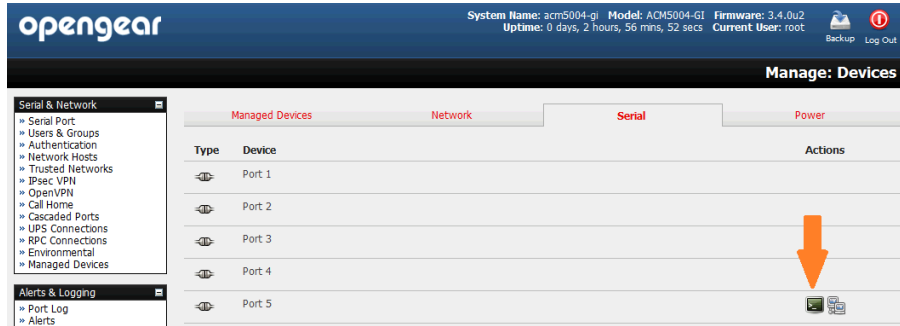 opengear
System Name: acm5004-gi Model: ACM5004-GI Firmware: 3.4.0u2
Uptime: 0 days, 2 hours, 56 mins, 52 secs Current User: root
Backup Log Out
Manage: Devices
Serial & Network
» Serial Port
» Users & Groups
» Authentication
» Network Hosts
» Trusted Networks
» IPsec VPN
» OpenVPN
» Call Home
» Cascaded Ports
» UPS Connections
» RPC Connections
» Environmental
» Managed Devices
Alerts & Logging
» Port Log
» Alerts
Managed Devices Network Serial Power
Type Device Actions
Port 1
Port 2
Port 3
Port 4
Port 5